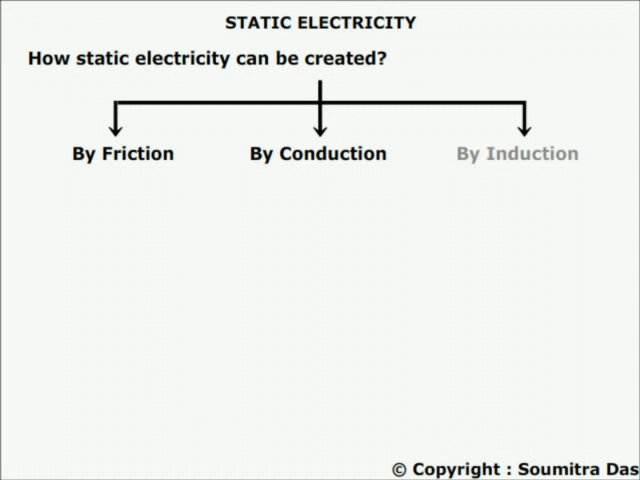 STATIC ELECTRICITY
How static electricity can be created?
By Friction By Conduction By Induction
© Copyright : Soumitra Das